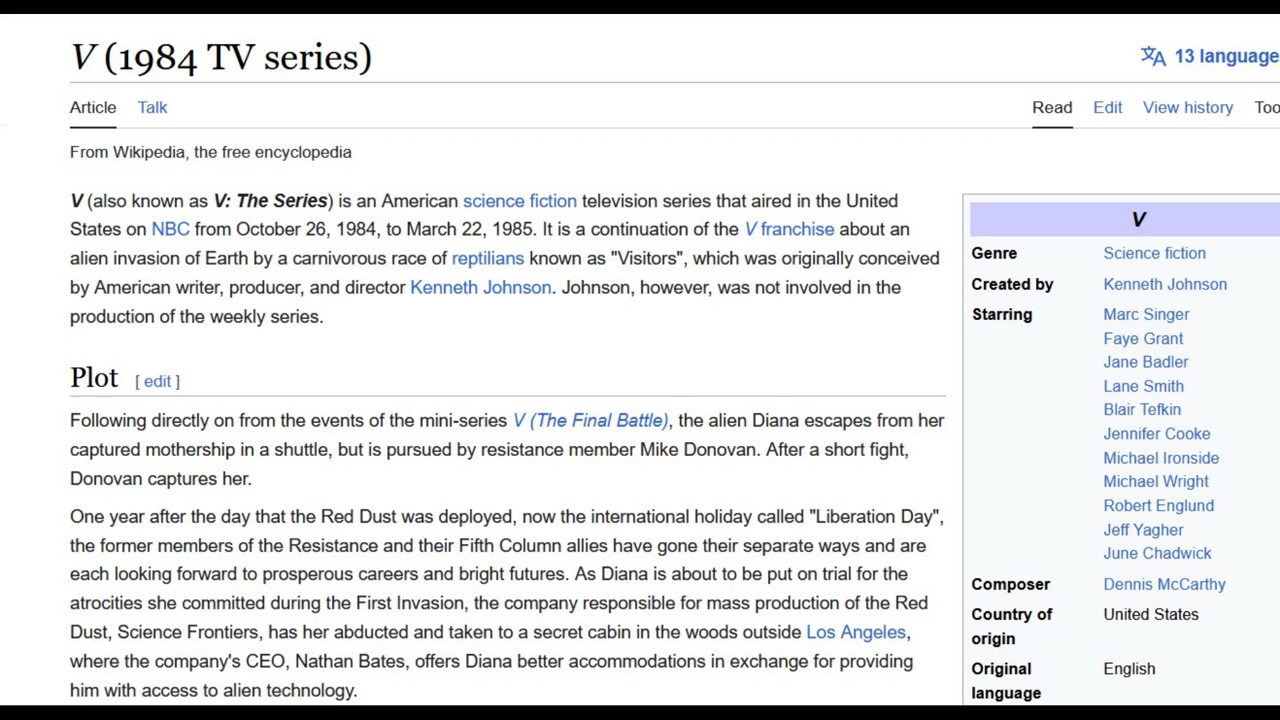 V (1984 TV series)
13 language
Article Talk
Read Edit View history Too
From Wikipedia, the free encyclopedia
V (also known as V: The Series) is an American science fiction television series that aired in the United
States on NBC from October 26, 1984, to March 22, 1985. It is a continuation of the V franchise about an
alien invasion of Earth by a carnivorous race of reptilians known as "Visitors", which was originally conceived
by American writer, producer, and director Kenneth Johnson. Johnson, however, was not involved in the
production of the weekly series.
Plot [ edit ]
Following directly on from the events of the mini-series V (The Final Battle), the alien Diana escapes from her
captured mothership in a shuttle, but is pursued by resistance member Mike Donovan. After a short fight,
Donovan captures her.
One year after the day that the Red Dust was deployed, now the international holiday called "Liberation Day",
the former members of the Resistance and their Fifth Column allies have gone their separate ways and are
each looking forward to prosperous careers and bright futures. As Diana is about to be put on trial for the
atrocities she committed during the First Invasion, the company responsible for mass production of the Red
Dust, Science Frontiers, has her abducted and taken to a secret cabin in the woods outside Los Angeles,
where the company's CEO, Nathan Bates, offers Diana better accommodations in exchange for providing
him with access to alien technology.
V
Genre Science fiction
Created by Kenneth Johnson
Starring Marc Singer
Faye Grant
Jane Badler
Lane Smith
Blair Tefkin
Jennifer Cooke
Michael Ironside
Michael Wright
Robert Englund
Jeff Yagher
June Chadwick
Composer Dennis McCarthy
Country of United States
origin
Original English
language